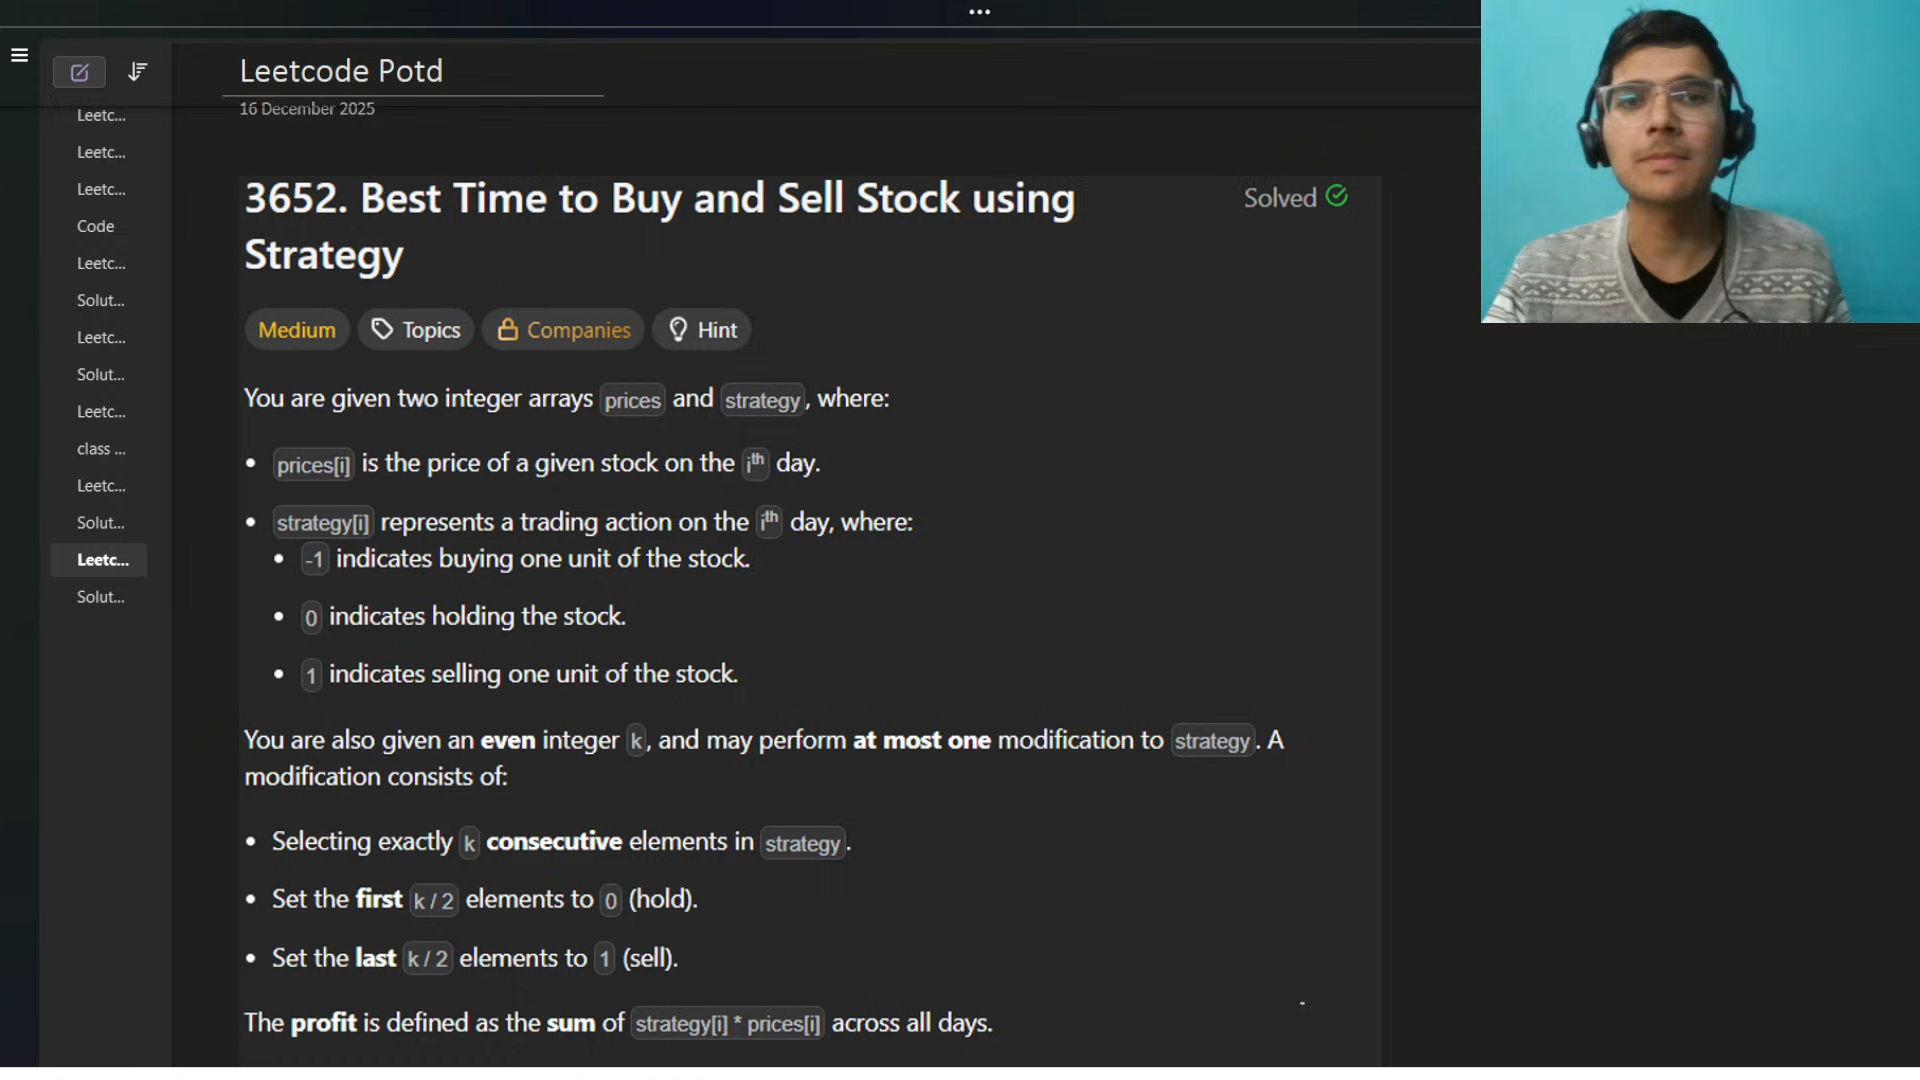 Leetcode Potd
16 December 2025
Leetc...
Leetc...
Leetc...
Code
Leetc...
Solut...
Leetc...
Solut...
Leetc...
class ...
Leetc...
Solut...
Leetc...
Solut...
3652. Best Time to Buy and Sell Stock using
Strategy
Solved
Medium Topics Companies Hint
You are given two integer arrays prices and strategy, where:
• prices[i] is the price of a given stock on the ith day.
• strategy[i] represents a trading action on the ith day, where:
• -1 indicates buying one unit of the stock.
• 0 indicates holding the stock.
• 1 indicates selling one unit of the stock.
You are also given an even integer k, and may perform at most one modification to strategy. A
modification consists of:
• Selecting exactly k consecutive elements in strategy.
• Set the first k / 2 elements to 0 (hold).
• Set the last k / 2 elements to 1 (sell).
The profit is defined as the sum of strategy[i] * prices[i] across all days.